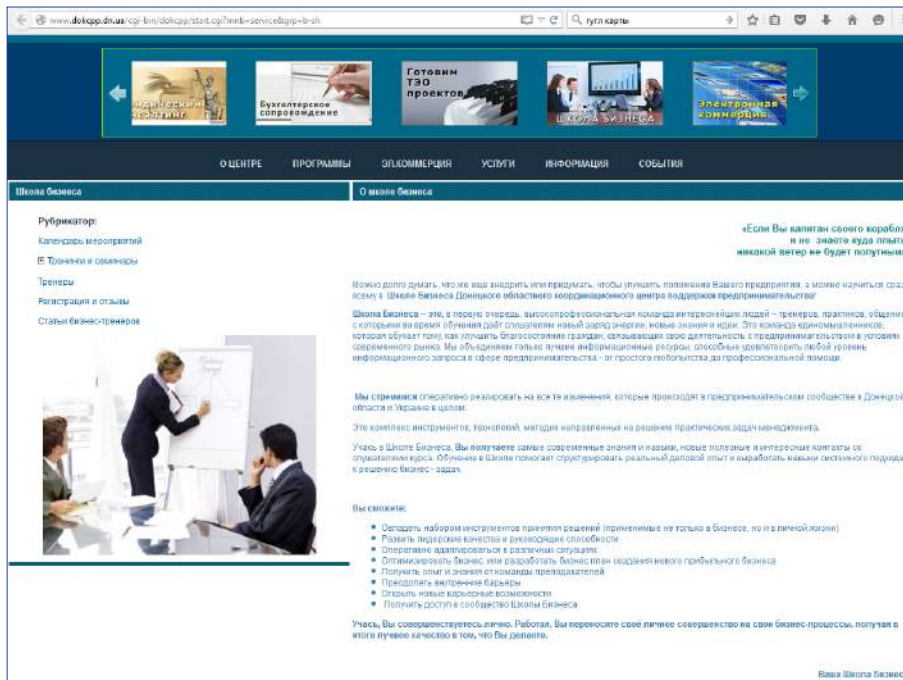 www.dokcpp.dn.ua/cgi-bin/dokcpp/start.cgi?mnb=service&grp=b-sh
гугл карты
Бухгалтерское
сопровождение
Готовим
ТЭО
проектов
ШКОЛА БИЗНЕСА
Электронная
коммерция
О ЦЕНТРЕ ПРОГРАММЫ ЭЛ.КОММЕРЦИЯ УСЛУГИ ИНФОРМАЦИЯ СОБЫТИЯ
Школа бизнеса
О школе бизнеса
Рубрикатор:
Календарь мероприятий
Тренинги и семинары
Тренеры
Регистрация и отзывы
Статьи бизнес-тренеров
«Если Вы капитан своего корабля
и не знаете куда плыть
никакой ветер не будет попутным
Можно долго думать, что же еще внедрить или придумать, чтобы улучшить положение Вашего предприятия, а можно научиться сраз
всему в Школе Бизнеса Донецкого областного координационного центра поддержки предпринимательства!
Школа Бизнеса – это, в первую очередь, высокопрофессиональная команда интереснейших людей – тренеров, практиков, общение
с которыми во время обучения даёт слушателям новый заряд энергии, новые знания и идеи. Это команда единомышленников,
которая обучает тому, как улучшить благосостояние граждан, связывающих свою деятельность с предпринимательством в условиях
современного рынка. Мы объединяем только лучшие информационные ресурсы, способные удовлетворить любой уровень
информационного запроса в сфере предпринимательства - от простого любопытства до профессиональной помощи.
Мы стремимся оперативно реагировать на все те изменения, которые происходят в предпринимательском сообществе в Донецкой
области и Украине в целом.
Это комплекс инструментов, технологий, методик направленных на решение практических задач менеджмента.
Учась в Школе Бизнеса, Вы получаете самые современные знания и навыки, новые полезные и интересные контакты со
слушателями курса. Обучение в Школе помогает структурировать реальный деловой опыт и выработать навыки системного подхода
к решению бизнес - задач.
Вы сможете:
Овладеть набором инструментов принятия решений (применимые не только в бизнесе, но и в личной жизни)
Развить лидерские качества и руководящие способности
Оперативно адаптироваться в различных ситуациях
Оптимизировать бизнес или разработать бизнес план создания нового прибыльного бизнеса
Получить опыт и знания от команды преподавателей
Преодолеть внутренние барьеры
Открыть новые карьерные возможности
Получить доступ в сообщество Школы Бизнеса
Учась, Вы совершенствуетесь лично. Работая, Вы переносите своё личное совершенство на свои бизнес-процессы, получая в
итоге лучшее качество в том, что Вы делаете.
Ваша Школа Бизнес